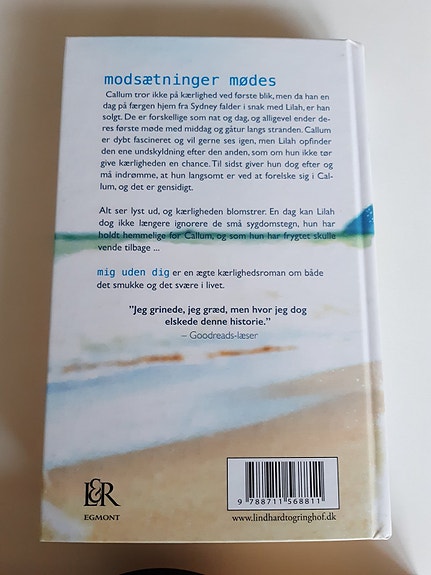 modsætninger mødes
Callum tror ikke på kærlighed ved første blik, men da han en
dag på færgen hjem fra Sydney falder i snak med Lilah, er han
solgt. De er forskellige som nat og dag, og alligevel ender de-
res første møde med middag og gåtur langs stranden. Callum
er dybt fascineret og vil gerne ses igen, men Lilah opfinder
den ene undskyldning efter den anden, som om hun ikke tør
give kærligheden en chance. Til sidst giver hun dog efter og
må indrømme, at hun langsomt er ved at forelske sig i Cal-
lum, og det er gensidigt.
Alt ser lyst ud, og kærligheden blomstrer. En dag kan Lilah
dog ikke længere ignorere de små sygdomstegn, hun har
holdt hemmelige for Callum, og som hun har frygtet skulle
vende tilbage ...
mig uden dig er en ægte kærlighedsroman om både
det smukke og det svære i livet.
”Jeg grinede, jeg græd, men hvor jeg dog
elskede denne historie.”
– Goodreads-læser
L&R
EGMONT
9 788711 568811
www.lindhardtogringhof.dk